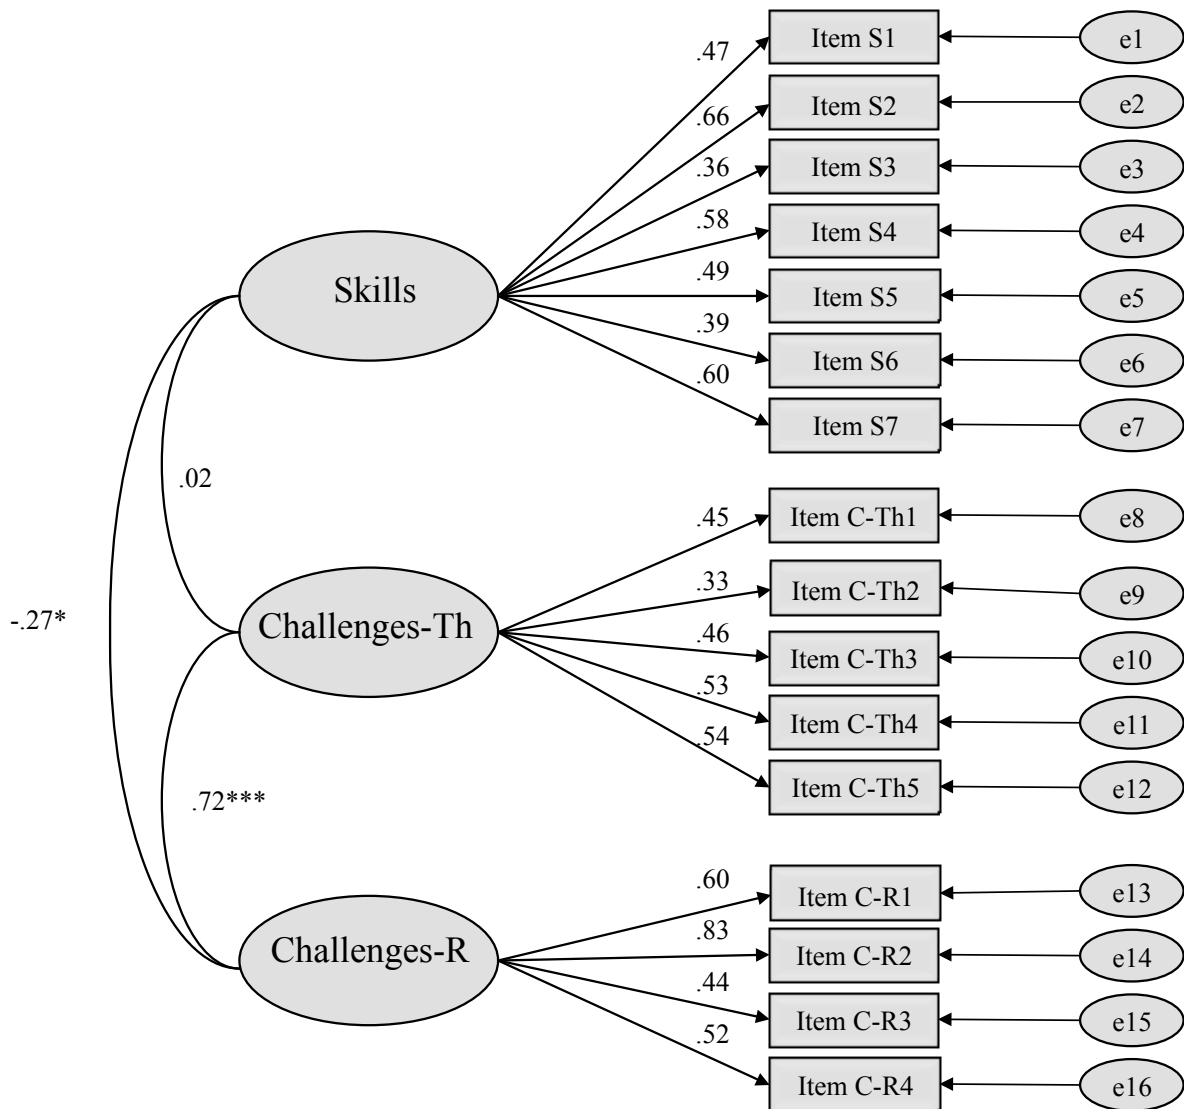 Item S1
e1
.47
Item S2
e2
.66
Item S3
e3
.36
Item S4
e4
.58
Skills
Item S5
e5
.49
Item S6
e6
.39
Item S7
e7
.60
.02
Item C-Th1
e8
.45
Item C-Th2
e9
.33
-.27*
Challenges-Th
Item C-Th3
e10
.46
Item C-Th4
e11
.53
Item C-Th5
e12
.54
.72***
Item C-R1
e13
.60
Challenges-R
Item C-R2
e14
.83
Item C-R3
e15
.44
Item C-R4
e16
.52